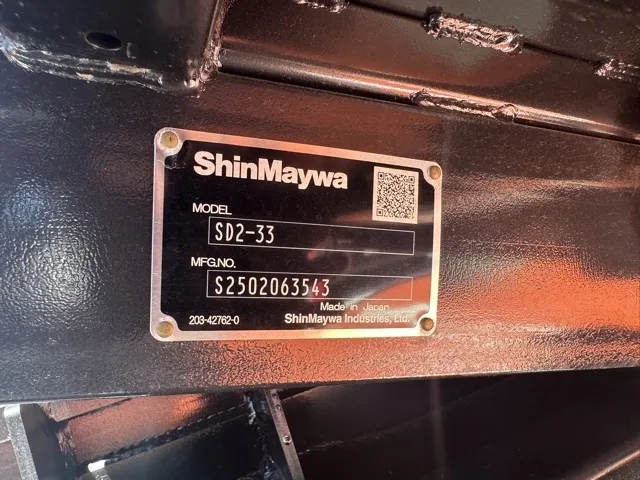 ShinMaywa
MODEL
SD2-33
MFG.NO.
S2502063543
Made in Japan
203-42762-0 ShinMaywa Industries, Ltd.